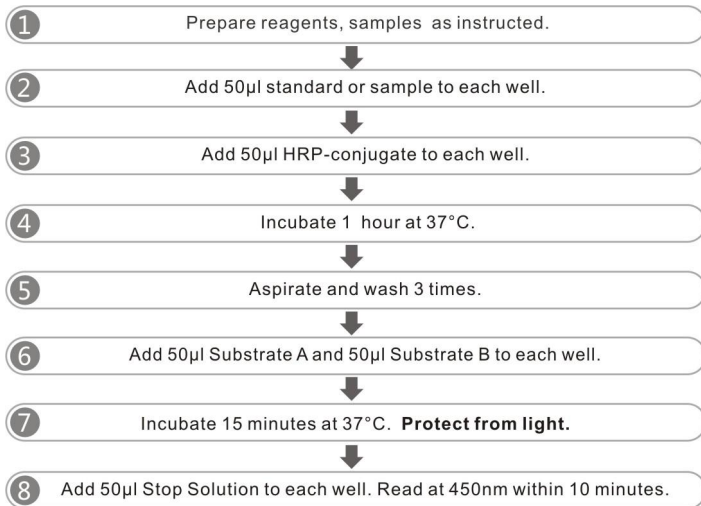 1 Prepare reagents, samples as instructed.
2 Add 50μl standard or sample to each well.
3 Add 50μl HRP-conjugate to each well.
4 Incubate 1 hour at 37°C.
5 Aspirate and wash 3 times.
6 Add 50μl Substrate A and 50μl Substrate B to each well.
7 Incubate 15 minutes at 37°C. Protect from light.
8 Add 50μl Stop Solution to each well. Read at 450nm within 10 minutes.